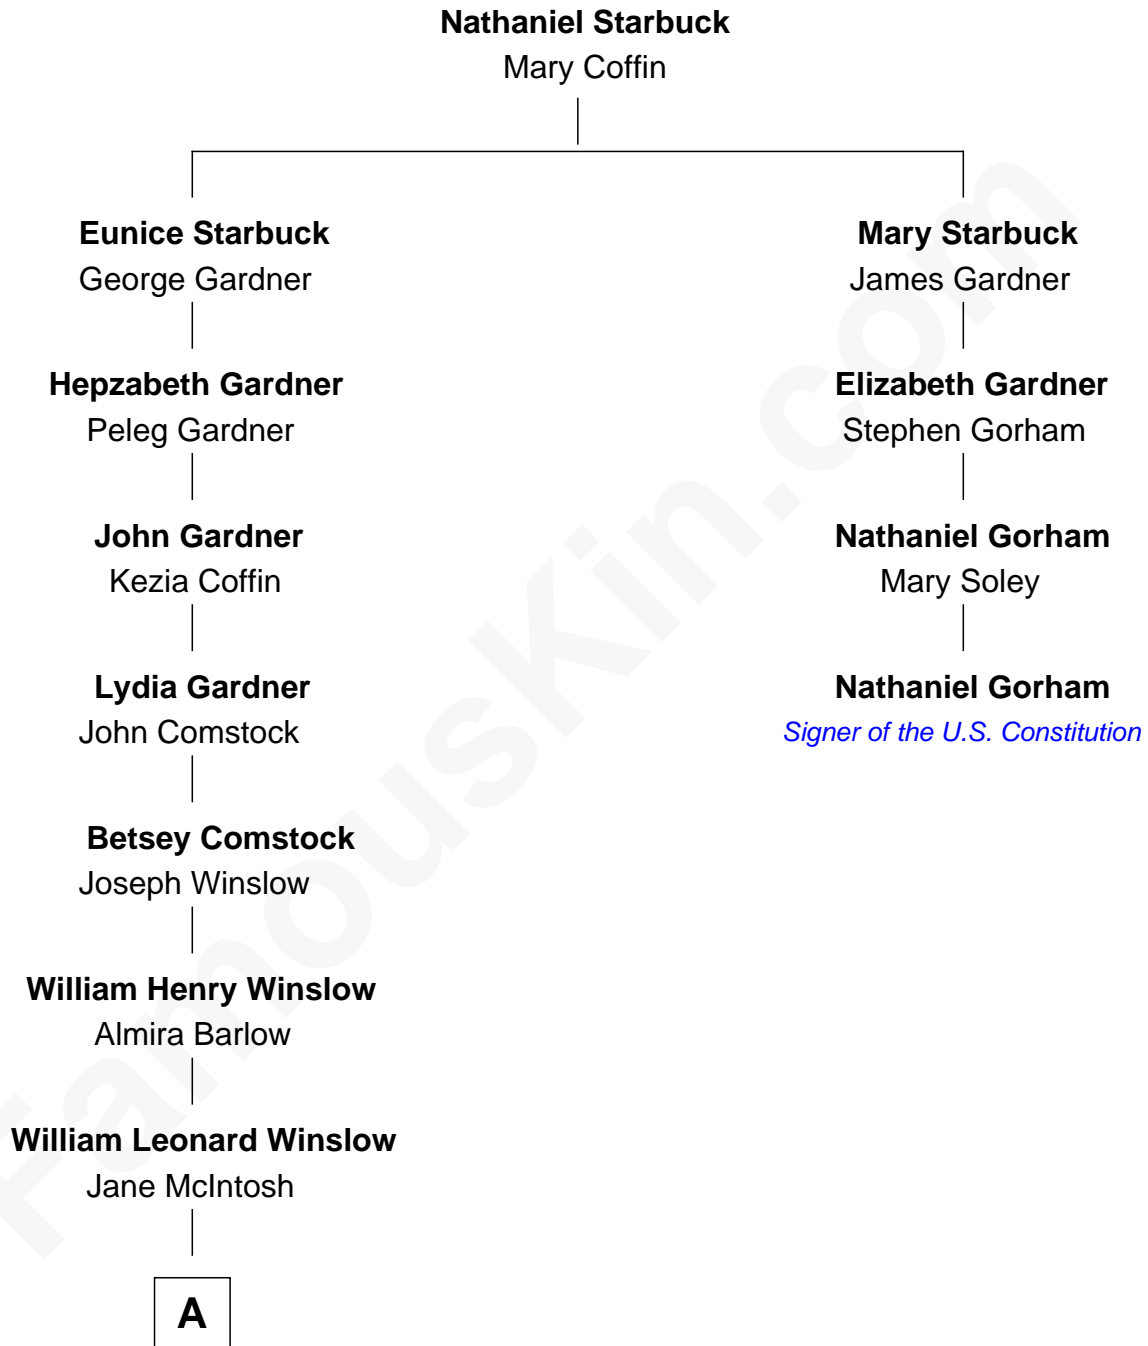 Nathaniel Starbuck
Mary Coffin
Eunice Starbuck
George Gardner
Mary Starbuck
James Gardner
Hepzabeth Gardner
Peleg Gardner
Elizabeth Gardner
Stephen Gorham
John Gardner
Kezia Coffin
Nathaniel Gorham
Mary Soley
Lydia Gardner
John Comstock
Nathaniel Gorham
Signer of the U.S. Constitution
Betsey Comstock
Joseph Winslow
William Henry Winslow
Almira Barlow
William Leonard Winslow
Jane McIntosh
A
FamousKin.com